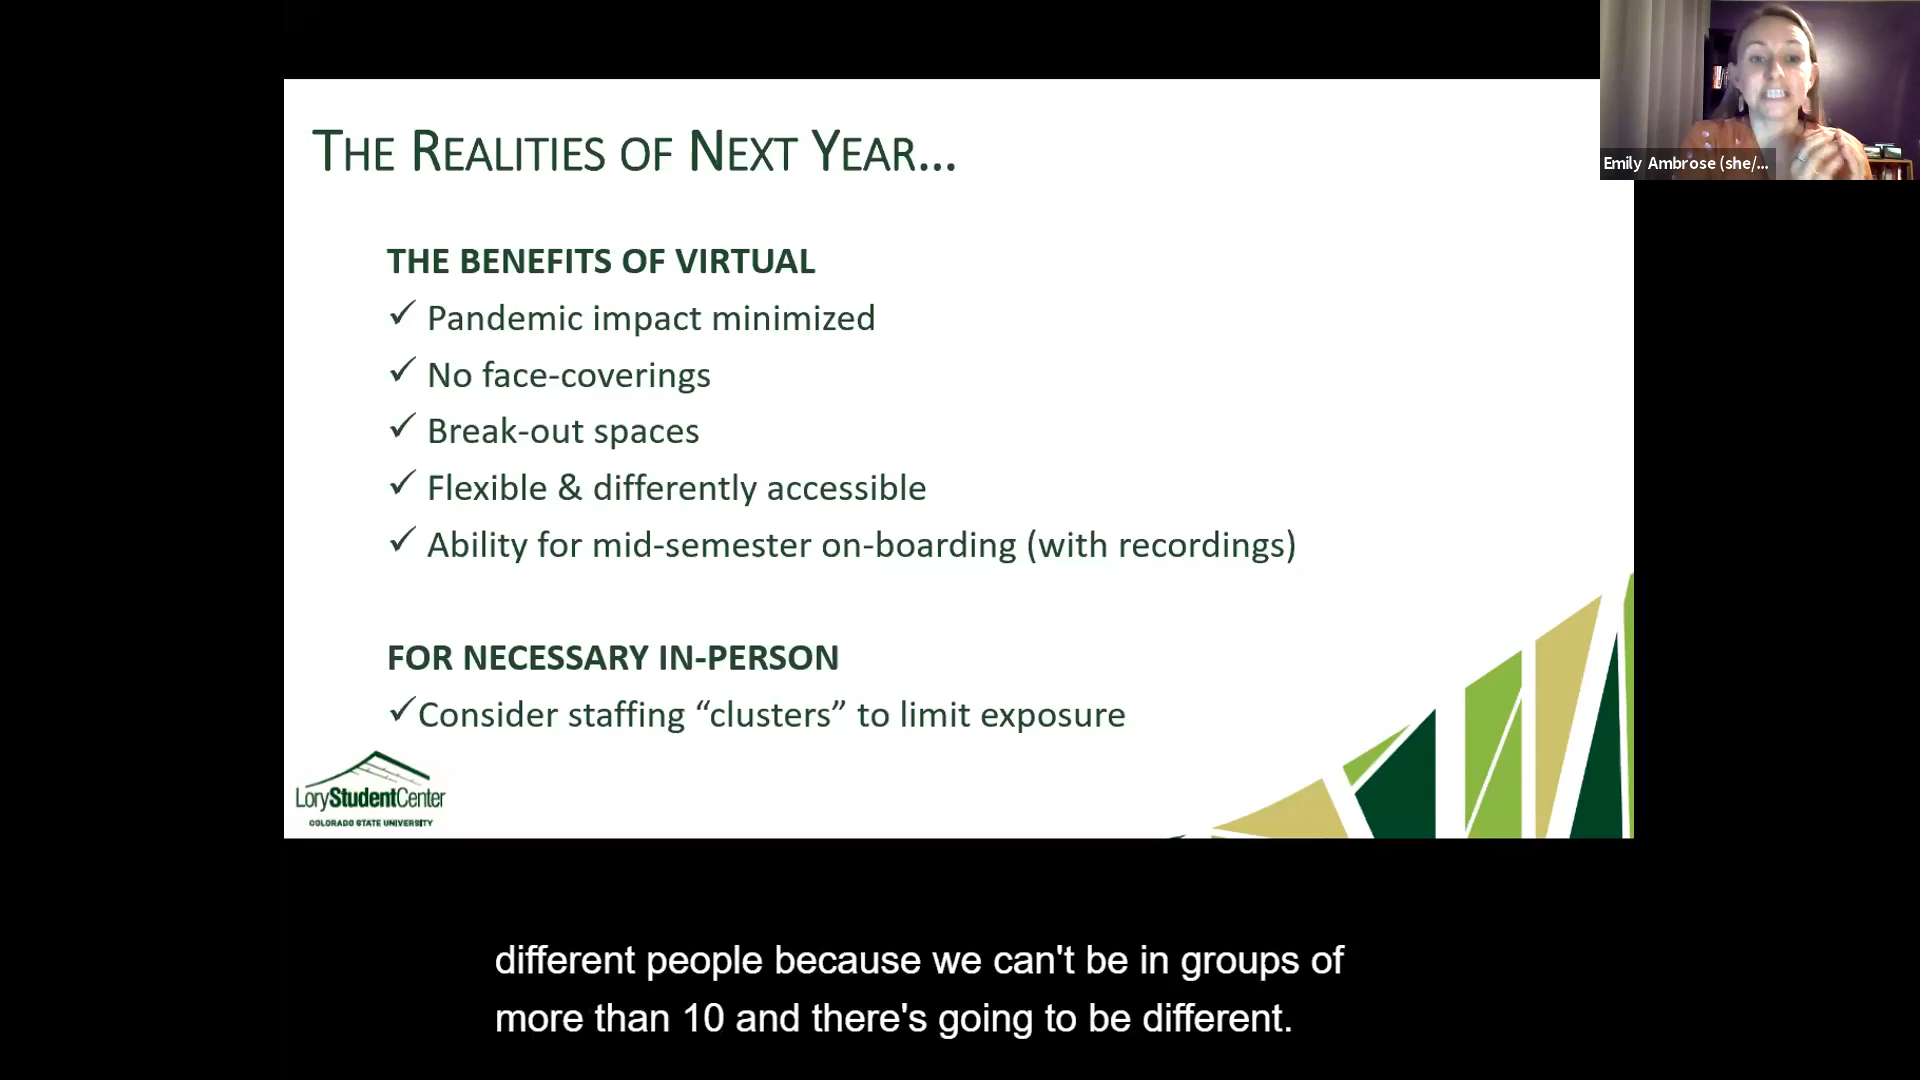 THE REALITIES OF NEXT YEAR...
Emily Ambrose (she/...
THE BENEFITS OF VIRTUAL
✓ Pandemic impact minimized
✓ No face-coverings
✓ Break-out spaces
✓ Flexible & differently accessible
✓ Ability for mid-semester on-boarding (with recordings)
FOR NECESSARY IN-PERSON
✓Consider staffing “clusters” to limit exposure
LoryStudentCenter
COLORADO STATE UNIVERSITY
different people because we can't be in groups of
more than 10 and there's going to be different.